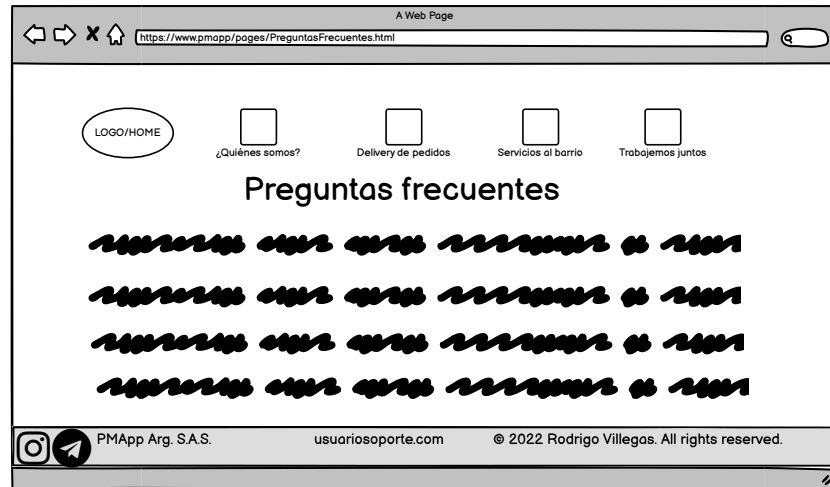 A Web Page
https://www.pmapp/pages/PreguntasFrecuentes.html
LOGO/HOME
¿Quiénes somos? Delivery de pedidos Servicios al barrio Trabajemos juntos
Preguntas frecuentes
PMApp Arg. S.A.S. usuariosoporte.com © 2022 Rodrigo Villegas. All rights reserved.